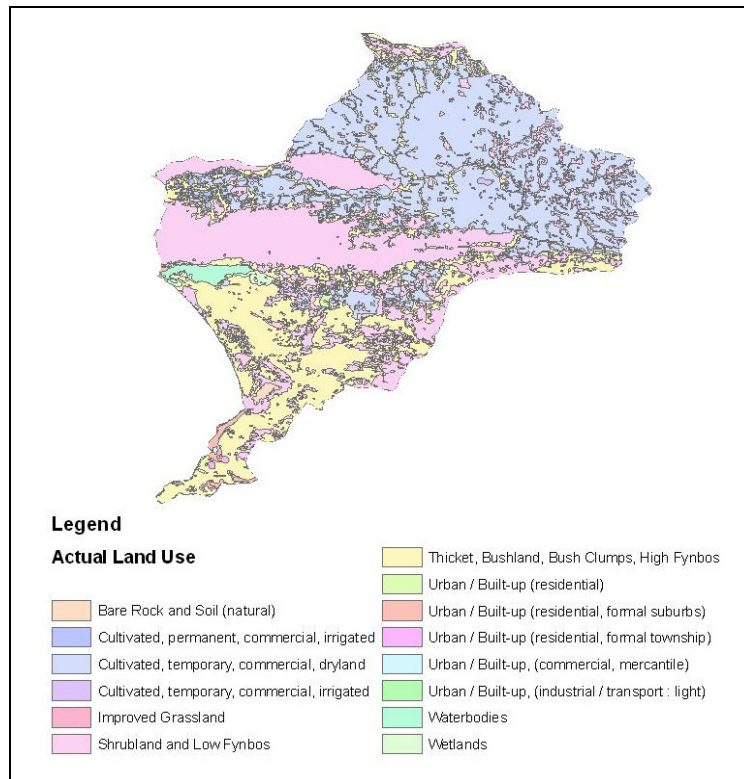 Legend
Actual Land Use
Bare Rock and Soil (natural)
Cultivated, permanent, commercial, irrigated
Cultivated, temporary, commercial, dryland
Cultivated, temporary, commercial, irrigated
Improved Grassland
Shrubland and Low Fynbos
Thicket, Bushland, Bush Clumps, High Fynbos
Urban / Built-up (residential)
Urban / Built-up (residential, formal suburbs)
Urban / Built-up (residential, formal township)
Urban / Built-up, (commercial, mercantile)
Urban / Built-up, (industrial / transport : light)
Waterbodies
Wetlands